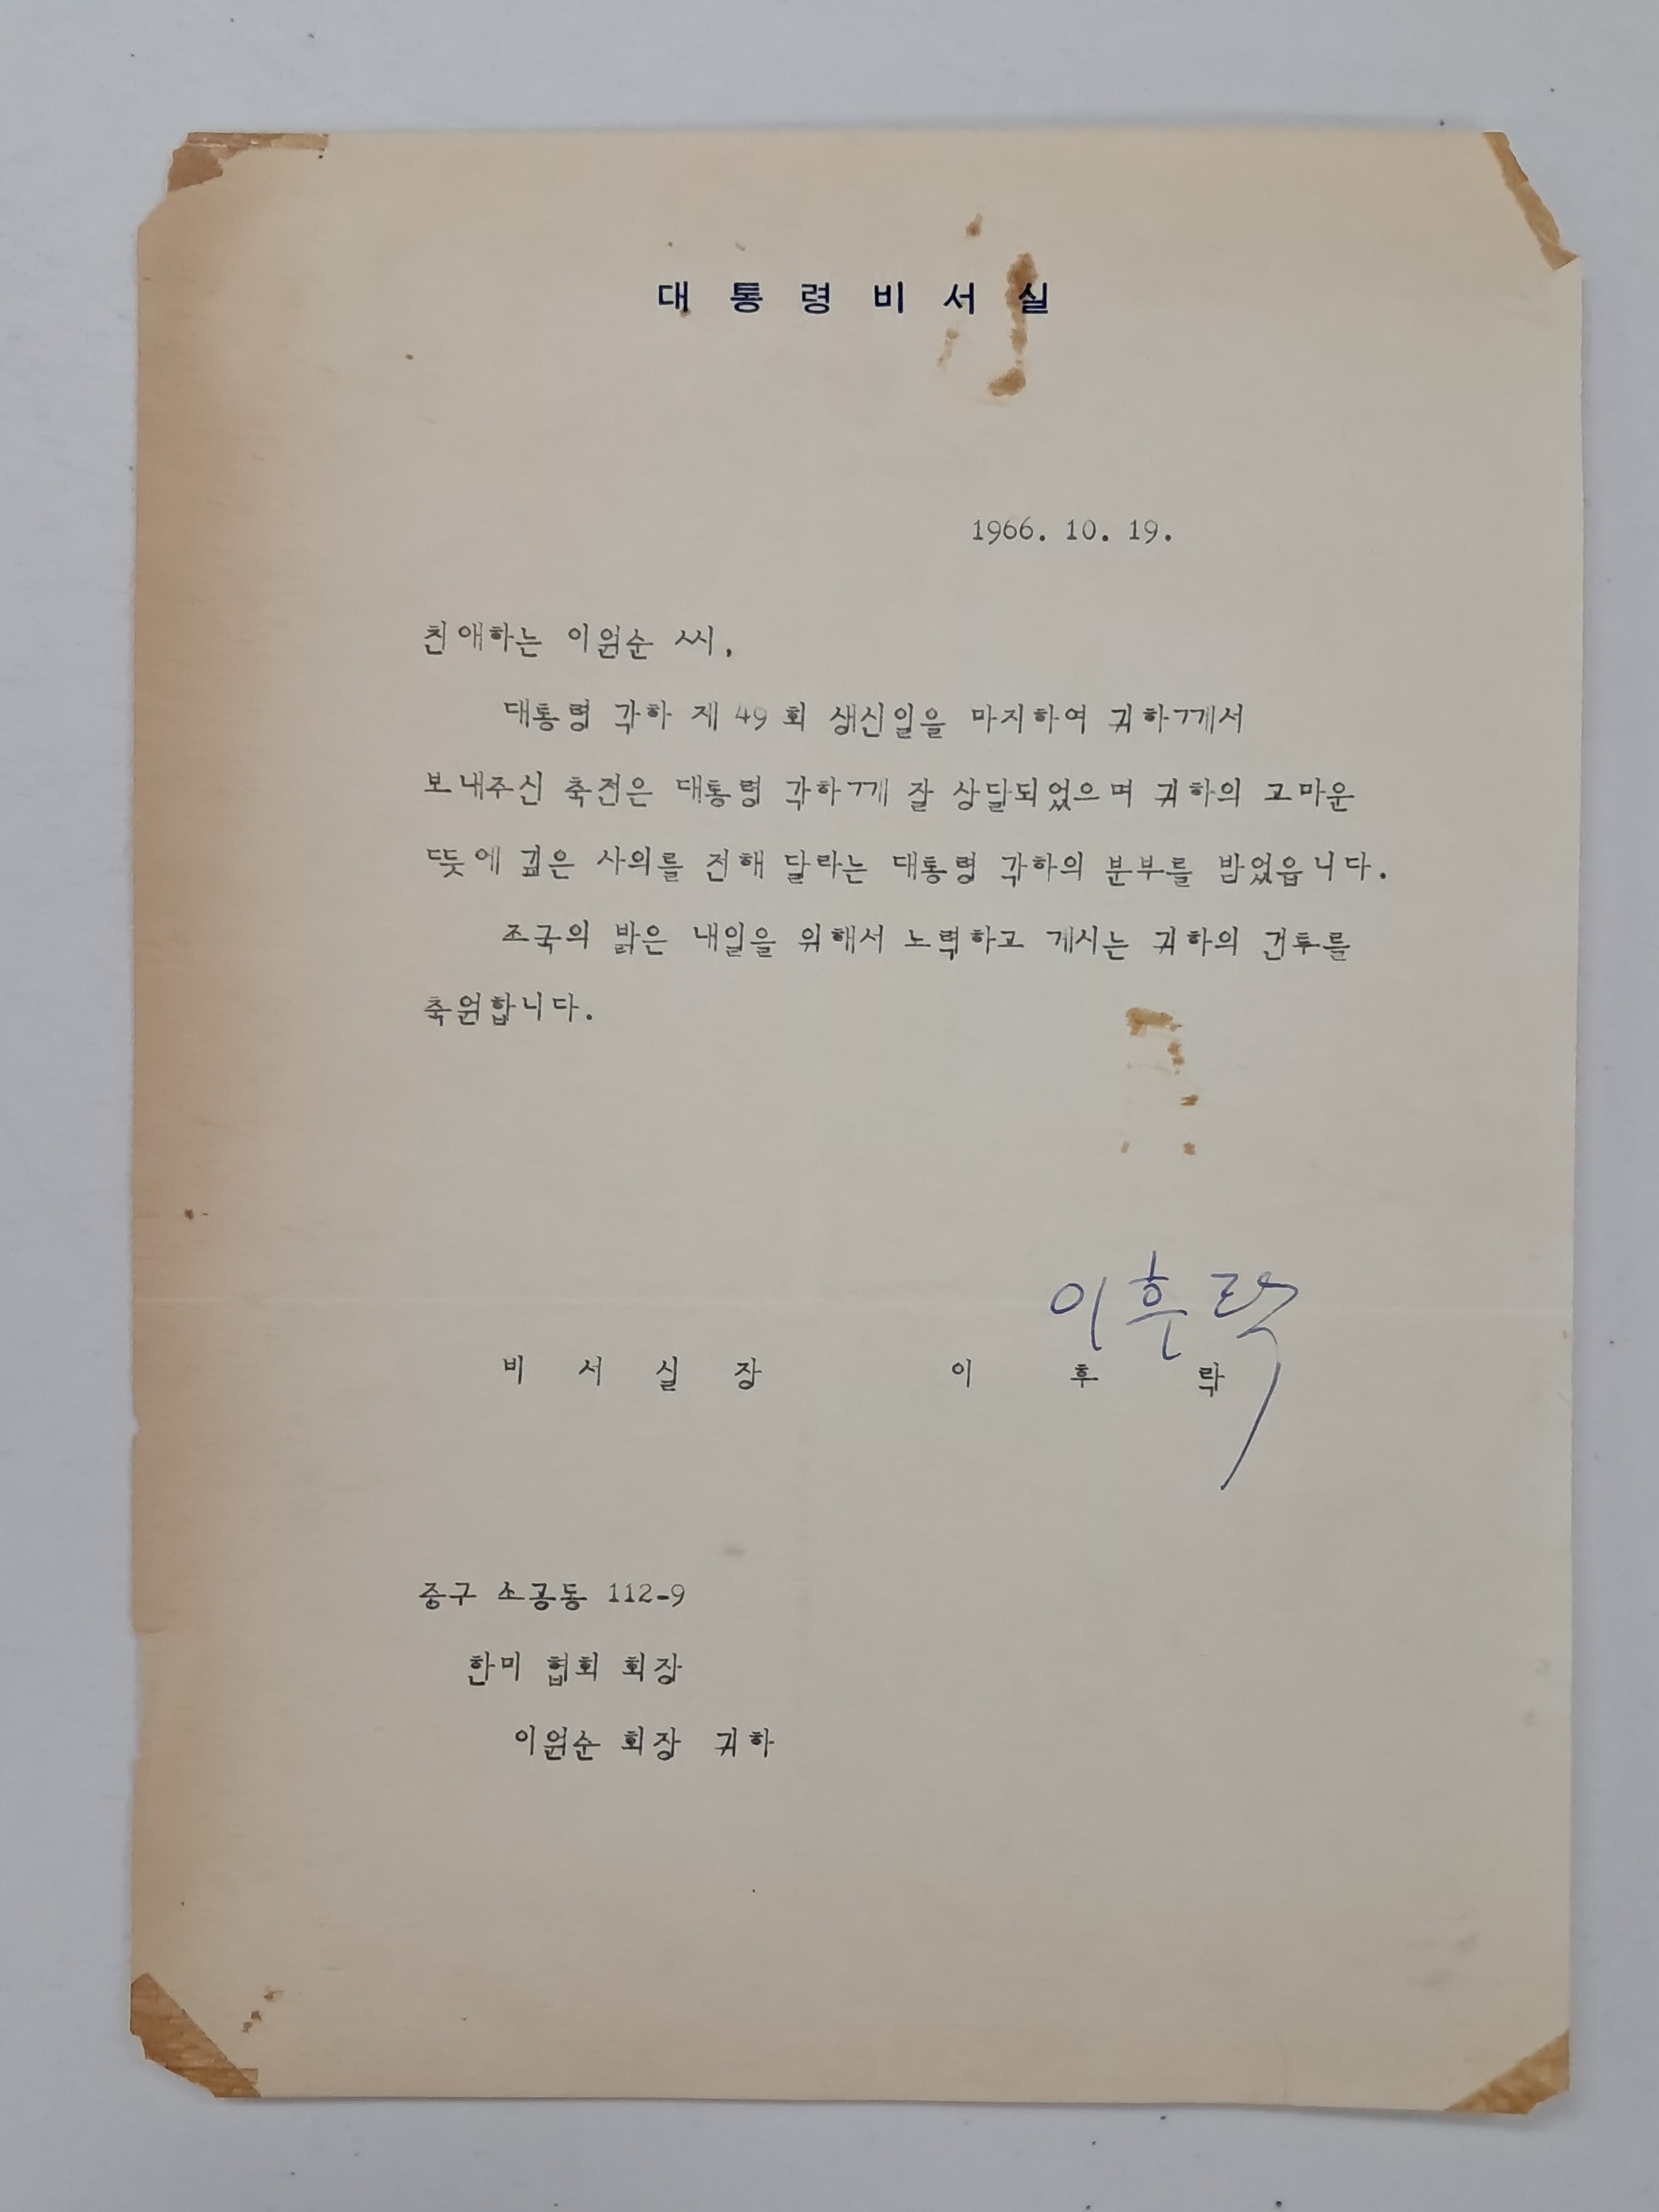 대통령비서실
1966. 10. 19.
친애하는 이원순 씨,
대통령 각하 제 49 회 생신일을 마지하여 귀하께서
보내주신 축전은 대통령 각하께 잘 상달되었으며 귀하의 고마운
뜻에 깊은 사의를 전해 달라는 대통령 각하의 분부를 받었읍니다.
조국의 밝은 내일을 위해서 노력하고 게시는 귀하의 건투를
축원합니다.
이후락
비 서 실 장 이 후 락
중구 소공동 112-9
한미 협회 회장
이원순 회장 귀하